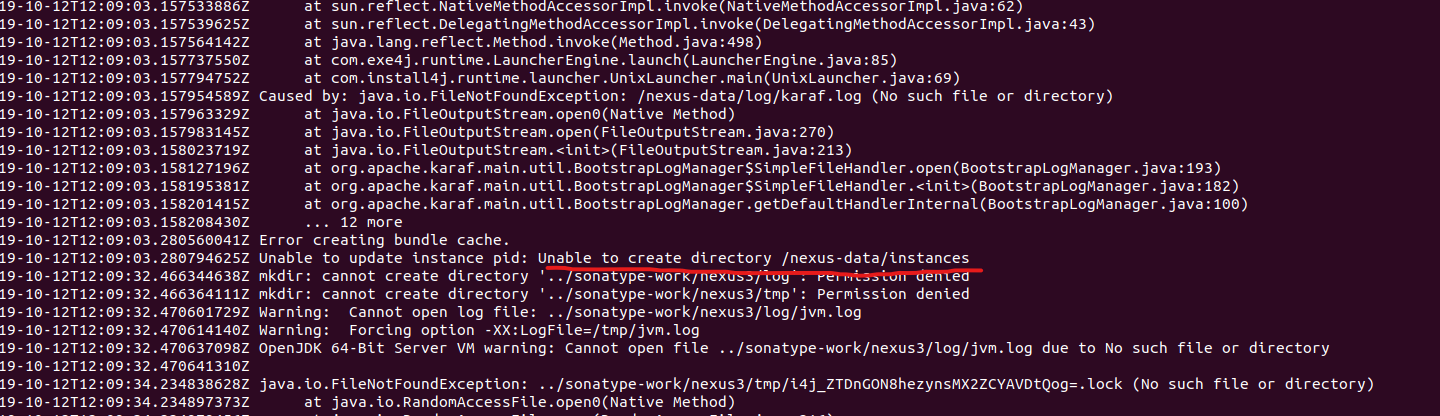 19-10-12T12:09:03.157533886Z     at sun.reflect.NativeMethodAccessorImpl.invoke(NativeMethodAccessorImpl.java:62)
19-10-12T12:09:03.157539625Z     at sun.reflect.DelegatingMethodAccessorImpl.invoke(DelegatingMethodAccessorImpl.java:43)
19-10-12T12:09:03.157564142Z     at java.lang.reflect.Method.invoke(Method.java:498)
19-10-12T12:09:03.157737550Z     at com.exe4j.runtime.LauncherEngine.launch(LauncherEngine.java:85)
19-10-12T12:09:03.157794752Z     at com.install4j.runtime.launcher.UnixLauncher.main(UnixLauncher.java:69)
19-10-12T12:09:03.157954589Z Caused by: java.io.FileNotFoundException: /nexus-data/log/karaf.log (No such file or directory)
19-10-12T12:09:03.157963329Z     at java.io.FileOutputStream.open0(Native Method)
19-10-12T12:09:03.157983145Z     at java.io.FileOutputStream.open(FileOutputStream.java:270)
19-10-12T12:09:03.158023719Z     at java.io.FileOutputStream.<init>(FileOutputStream.java:213)
19-10-12T12:09:03.158127196Z     at org.apache.karaf.main.util.BootstrapLogManager$SimpleFileHandler.open(BootstrapLogManager.java:193)
19-10-12T12:09:03.158195381Z     at org.apache.karaf.main.util.BootstrapLogManager$SimpleFileHandler.<init>(BootstrapLogManager.java:182)
19-10-12T12:09:03.158201415Z     at org.apache.karaf.main.util.BootstrapLogManager.getDefaultHandlerInternal(BootstrapLogManager.java:100)
19-10-12T12:09:03.158208430Z     ... 12 more
19-10-12T12:09:03.280560041Z Error creating bundle cache.
19-10-12T12:09:03.280794625Z Unable to update instance pid: Unable to create directory /nexus-data/instances
19-10-12T12:09:32.466344638Z mkdir: cannot create directory '../sonatype-work/nexus3/log': Permission denied
19-10-12T12:09:32.466364111Z mkdir: cannot create directory '../sonatype-work/nexus3/tmp': Permission denied
19-10-12T12:09:32.470601729Z Warning:  Cannot open log file: ../sonatype-work/nexus3/log/jvm.log
19-10-12T12:09:32.470614140Z Warning:  Forcing option -XX:LogFile=/tmp/jvm.log
19-10-12T12:09:32.470637098Z OpenJDK 64-Bit Server VM warning: Cannot open file ../sonatype-work/nexus3/log/jvm.log due to No such file or directory
19-10-12T12:09:32.470641310Z
19-10-12T12:09:34.234838628Z java.io.FileNotFoundException: ../sonatype-work/nexus3/tmp/i4j_ZTDnGON8hezynsMX2ZCYAVDtQog=.lock (No such file or directory)
19-10-12T12:09:34.234897373Z     at java.io.RandomAccessFile.open0(Native Method)